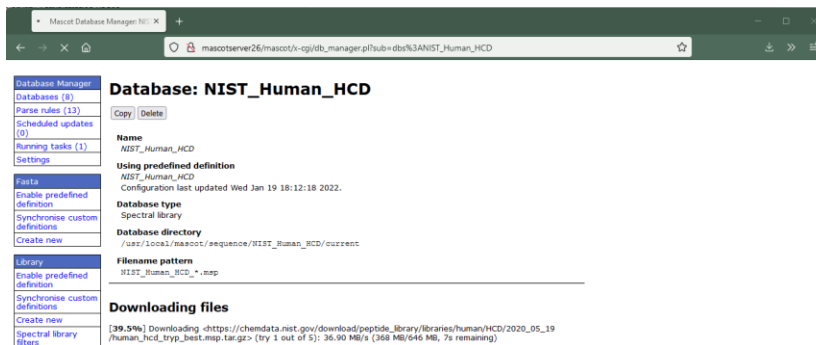 Mascot Database Manager: NIS
mascotserver26/mascot/x-cgi/db_manager.pl?sub=dbs%3ANIST_Human_HCD
Database Manager
Databases (8)
Parse rules (13)
Scheduled updates
(0)
Running tasks (1)
Settings
Fasta
Enable predefined
definition
Synchronise custom
definitions
Create new
Library
Enable predefined
definition
Synchronise custom
definitions
Create new
Spectral library
filters
Database: NIST_Human_HCD
Copy Delete
Name
NIST_Human_HCD
Using predefined definition
NIST_Human_HCD
Configuration last updated Wed Jan 19 18:12:18 2022.
Database type
Spectral library
Database directory
/usr/local/mascot/sequence/NIST_Human_HCD/current
Filename pattern
NIST_Human_HCD_*.msp
Downloading files
[39.5%] Downloading <https://chemdata.nist.gov/download/peptide_library/libraries/human/HCD/2020_05_19
/human_hcd_tryp_best.msp.tar.gz> (try 1 out of 5): 36.90 MB/s (368 MB/646 MB, 7s remaining)